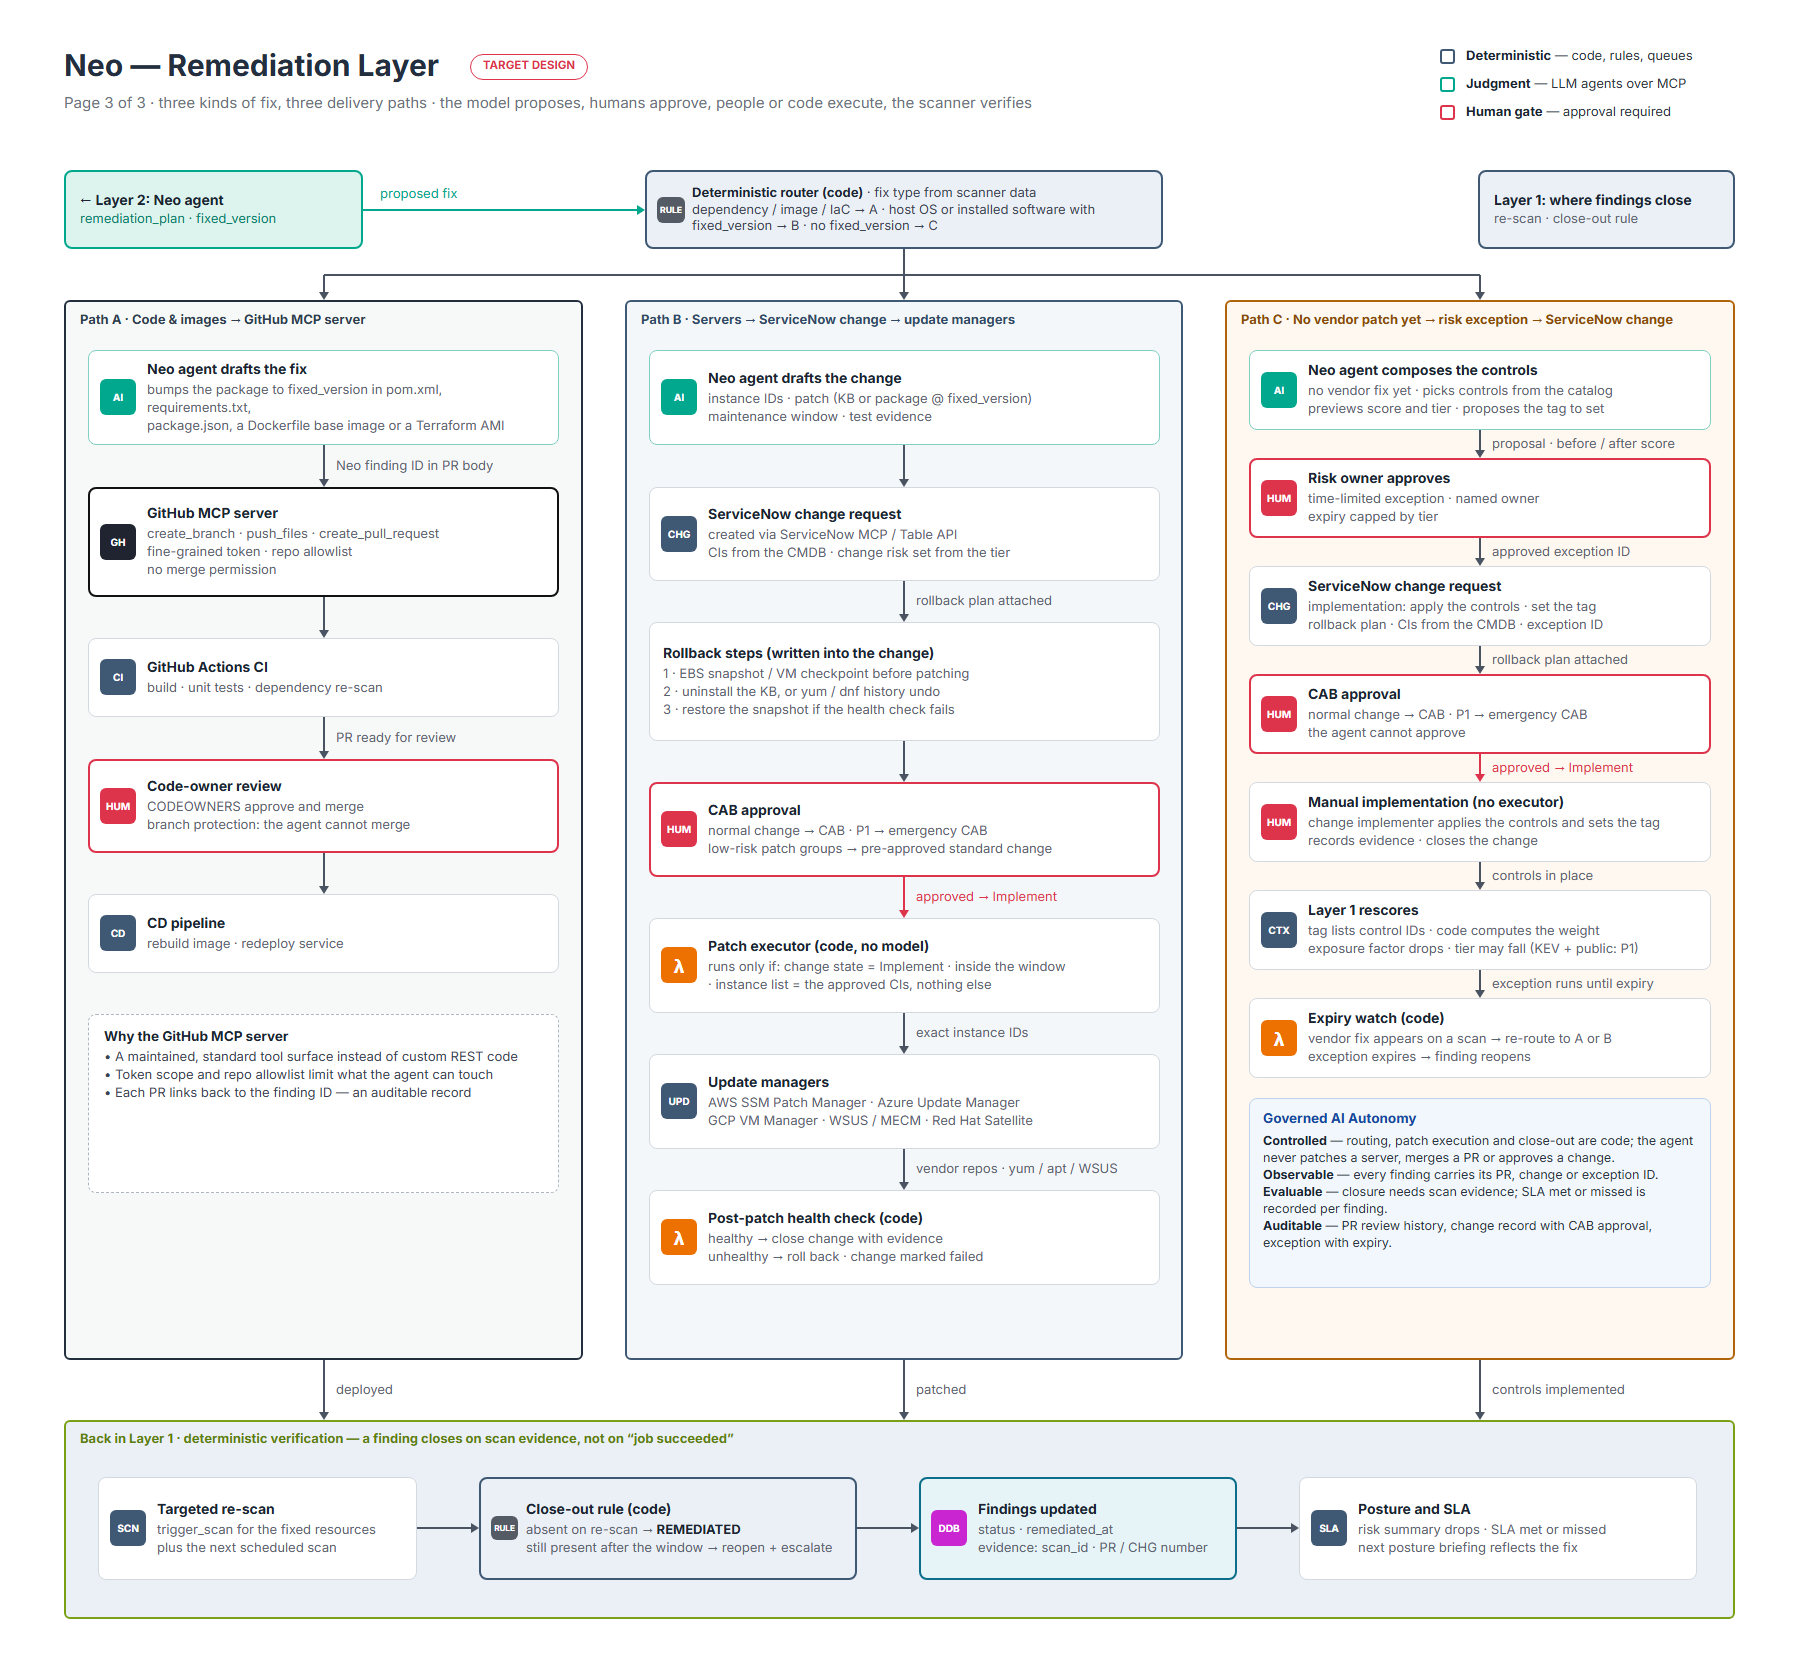 Neo — Remediation Layer
TARGET DESIGN
Page 3 of 3 · three kinds of fix, three delivery paths · the model proposes, humans approve, people or code execute, the scanner verifies
Deterministic — code, rules, queues
Judgment — LLM agents over MCP
Human gate — approval required
← Layer 2: Neo agent
remediation_plan · fixed_version
proposed fix
RULE
Deterministic router (code) · fix type from scanner data
dependency / image / IaC → A · host OS or installed software with
fixed_version → B · no fixed_version → C
Layer 1: where findings close
re-scan · close-out rule
Path A · Code & images → GitHub MCP server
AI
Neo agent drafts the fix
bumps the package to fixed_version in pom.xml,
requirements.txt,
package.json, a Dockerfile base image or a Terraform AMI
Neo finding ID in PR body
GH
GitHub MCP server
create_branch · push_files · create_pull_request
fine-grained token · repo allowlist
no merge permission
CI
GitHub Actions CI
build · unit tests · dependency re-scan
PR ready for review
HUM
Code-owner review
CODEOWNERS approve and merge
branch protection: the agent cannot merge
CD
CD pipeline
rebuild image · redeploy service
Why the GitHub MCP server
• A maintained, standard tool surface instead of custom REST code
• Token scope and repo allowlist limit what the agent can touch
• Each PR links back to the finding ID — an auditable record
deployed
Path B · Servers → ServiceNow change → update managers
AI
Neo agent drafts the change
instance IDs · patch (KB or package @ fixed_version)
maintenance window · test evidence
CHG
ServiceNow change request
created via ServiceNow MCP / Table API
CIs from the CMDB · change risk set from the tier
rollback plan attached
Rollback steps (written into the change)
1 · EBS snapshot / VM checkpoint before patching
2 · uninstall the KB, or yum / dnf history undo
3 · restore the snapshot if the health check fails
HUM
CAB approval
normal change → CAB · P1 → emergency CAB
low-risk patch groups → pre-approved standard change
approved → Implement
λ
Patch executor (code, no model)
runs only if: change state = Implement · inside the window
· instance list = the approved CIs, nothing else
exact instance IDs
UPD
Update managers
AWS SSM Patch Manager · Azure Update Manager
GCP VM Manager · WSUS / MECM · Red Hat Satellite
vendor repos · yum / apt / WSUS
λ
Post-patch health check (code)
healthy → close change with evidence
unhealthy → roll back · change marked failed
patched
Path C · No vendor patch yet → risk exception → ServiceNow change
AI
Neo agent composes the controls
no vendor fix yet · picks controls from the catalog
previews score and tier · proposes the tag to set
proposal · before / after score
HUM
Risk owner approves
time-limited exception · named owner
expiry capped by tier
approved exception ID
CHG
ServiceNow change request
implementation: apply the controls · set the tag
rollback plan · CIs from the CMDB · exception ID
rollback plan attached
HUM
CAB approval
normal change → CAB · P1 → emergency CAB
the agent cannot approve
approved → Implement
HUM
Manual implementation (no executor)
change implementer applies the controls and sets the tag
records evidence · closes the change
controls in place
CTX
Layer 1 rescores
tag lists control IDs · code computes the weight
exposure factor drops · tier may fall (KEV + public: P1)
exception runs until expiry
λ
Expiry watch (code)
vendor fix appears on a scan → re-route to A or B
exception expires → finding reopens
Governed AI Autonomy
Controlled — routing, patch execution and close-out are code; the agent
never patches a server, merges a PR or approves a change.
Observable — every finding carries its PR, change or exception ID.
Evaluable — closure needs scan evidence; SLA met or missed is
recorded per finding.
Auditable — PR review history, change record with CAB approval,
exception with expiry.
controls implemented
Back in Layer 1 · deterministic verification — a finding closes on scan evidence, not on “job succeeded”
SCN
Targeted re-scan
trigger_scan for the fixed resources
plus the next scheduled scan
RULE
Close-out rule (code)
absent on re-scan → REMEDIATED
still present after the window → reopen + escalate
DDB
Findings updated
status · remediated_at
evidence: scan_id · PR / CHG number
SLA
Posture and SLA
risk summary drops · SLA met or missed
next posture briefing reflects the fix